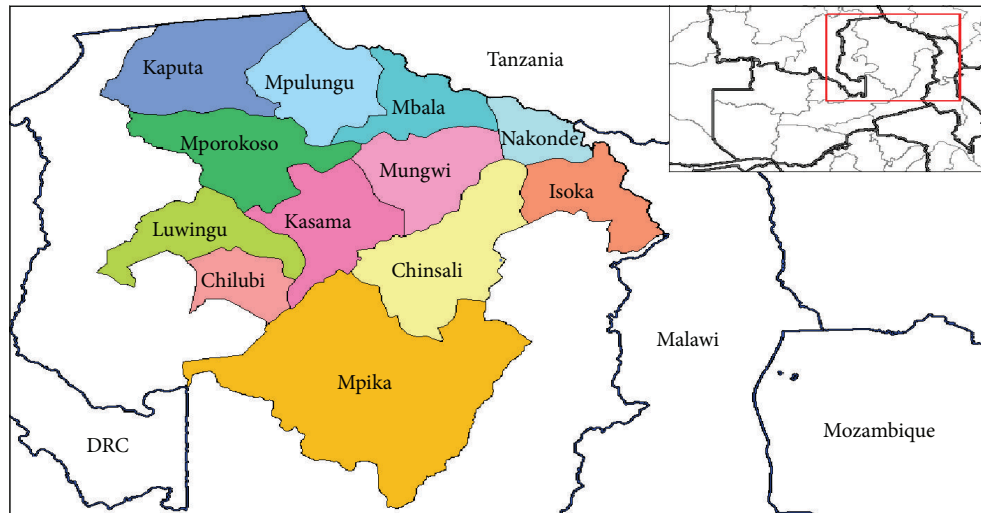 Kaputa
Mpulungu
Tanzania
Mbala
Nakonde
Mporokoso
Mungwi
Isoka
Luwingu
Kasama
Chilubi
Chinsali
Malawi
Mpika
DRC
Mozambique